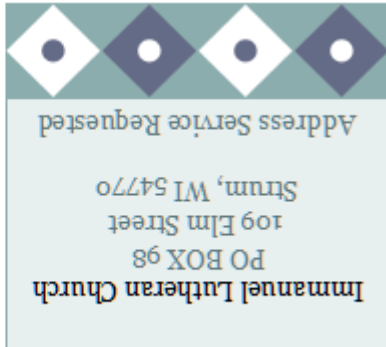 Immanuel Lutheran Church
PO BOX 98
109 Elm Street
Strum, WI 54770
Address Service Requested